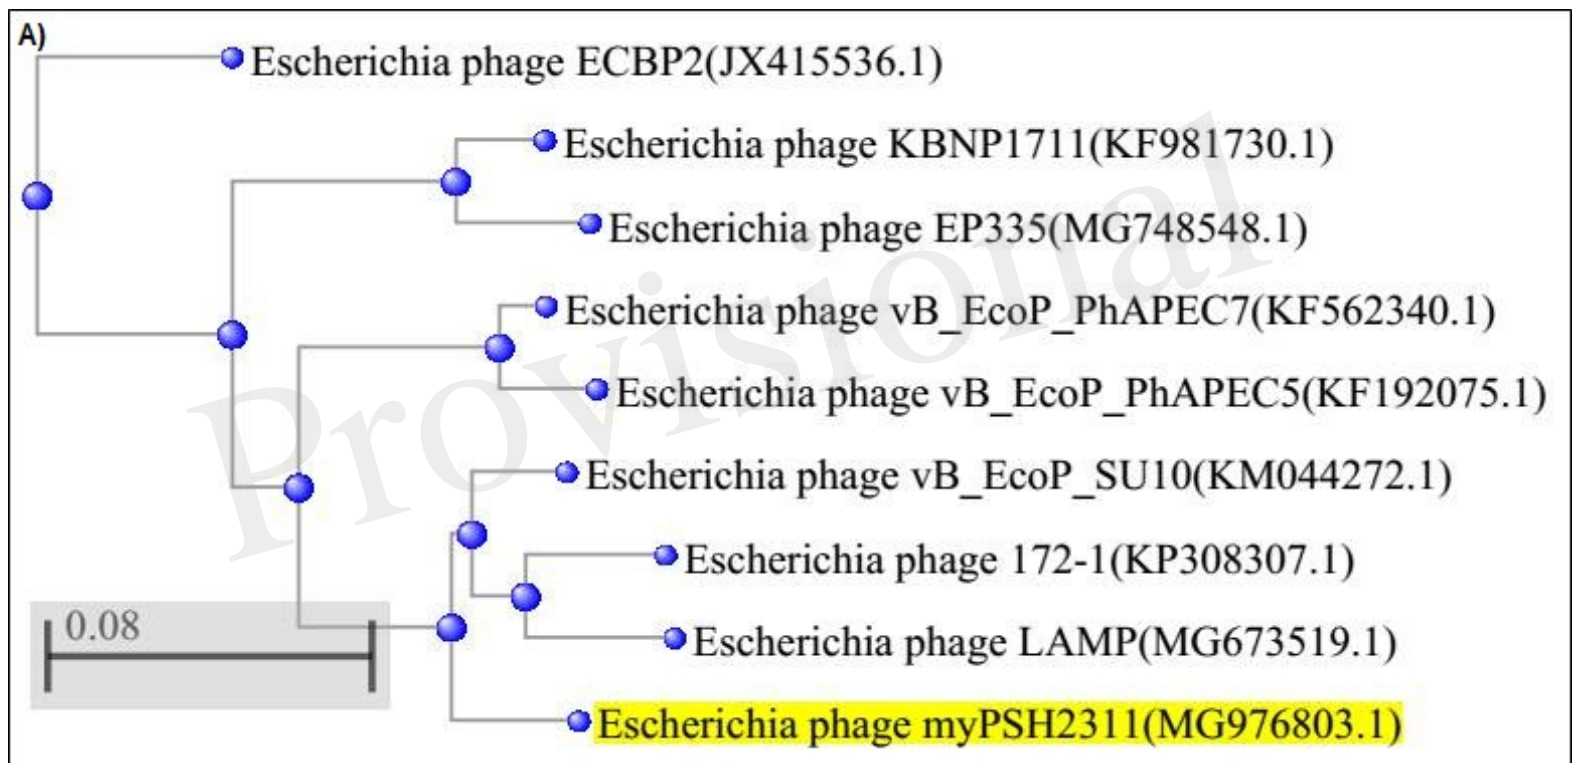 A)
Escherichia phage ECBP2(JX415536.1)
Escherichia phage KBNP1711(KF981730.1)
Escherichia phage EP335(MG748548.1)
Escherichia phage vB_EcoP_PhAPEC7(KF562340.1)
Escherichia phage vB_EcoP_PhAPEC5(KF192075.1)
Escherichia phage vB_EcoP_SU10(KM044272.1)
Escherichia phage 172-1(KP308307.1)
Escherichia phage LAMP(MG673519.1)
Escherichia phage myPSH2311(MG976803.1)
0.08
Provisional